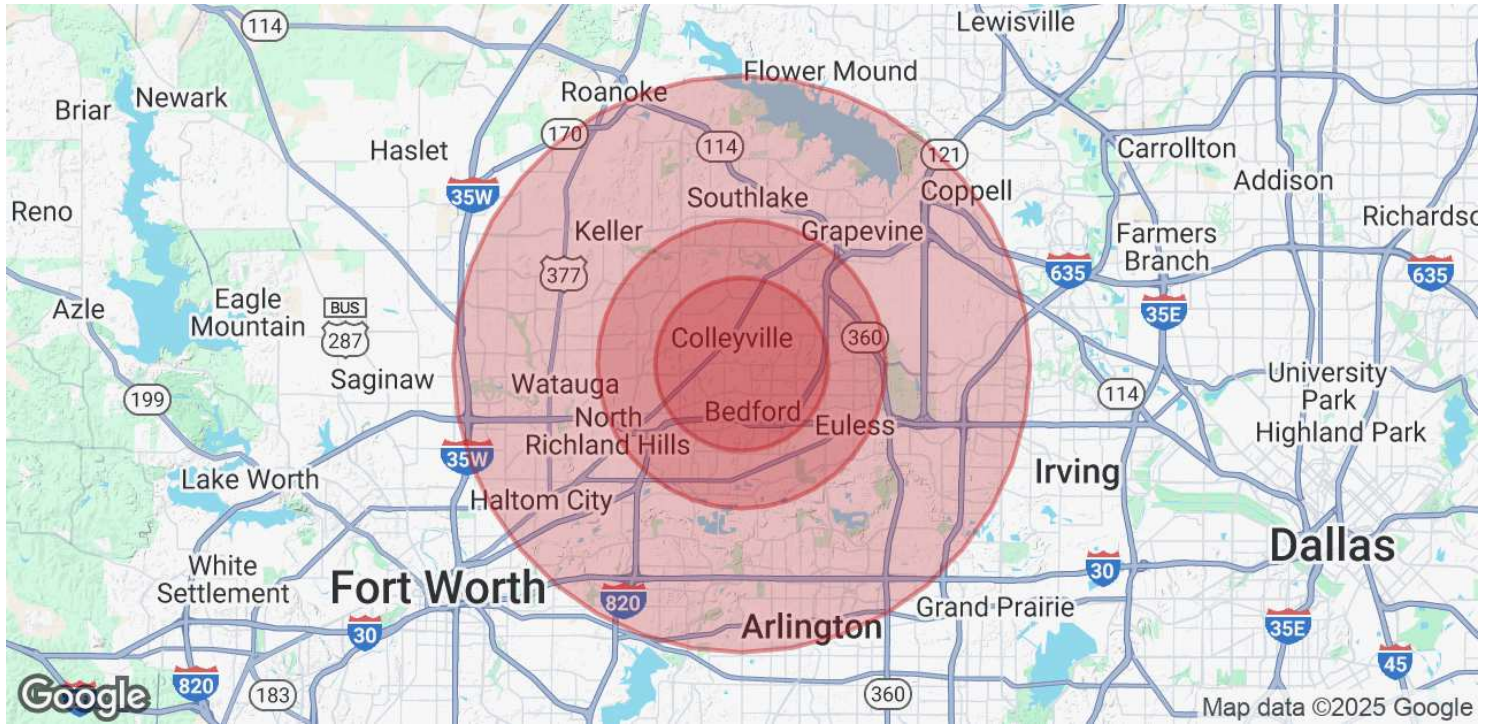 114
Lewisville
Flower Mound
Briar
Newark
Roanoke
170
Haslet
114
121
Carrollton
35W
Southlake
Coppell
Addison
Reno
Keller
Grapevine
Farmers
Branch
Richardso
377
635
635
Azle
Eagle
Mountain
BUS
287
Colleyville
360
35E
Saginaw
Watauga
199
114
University
Park
North
Richland Hills
Bedford
Euless
Highland Park
35W
Lake Worth
Irving
Haltom City
White
Settlement
Fort Worth
820
30
Dallas
Grand Prairie
Arlington
30
35E
820
183
360
45
Google
Map data ©2025 Google